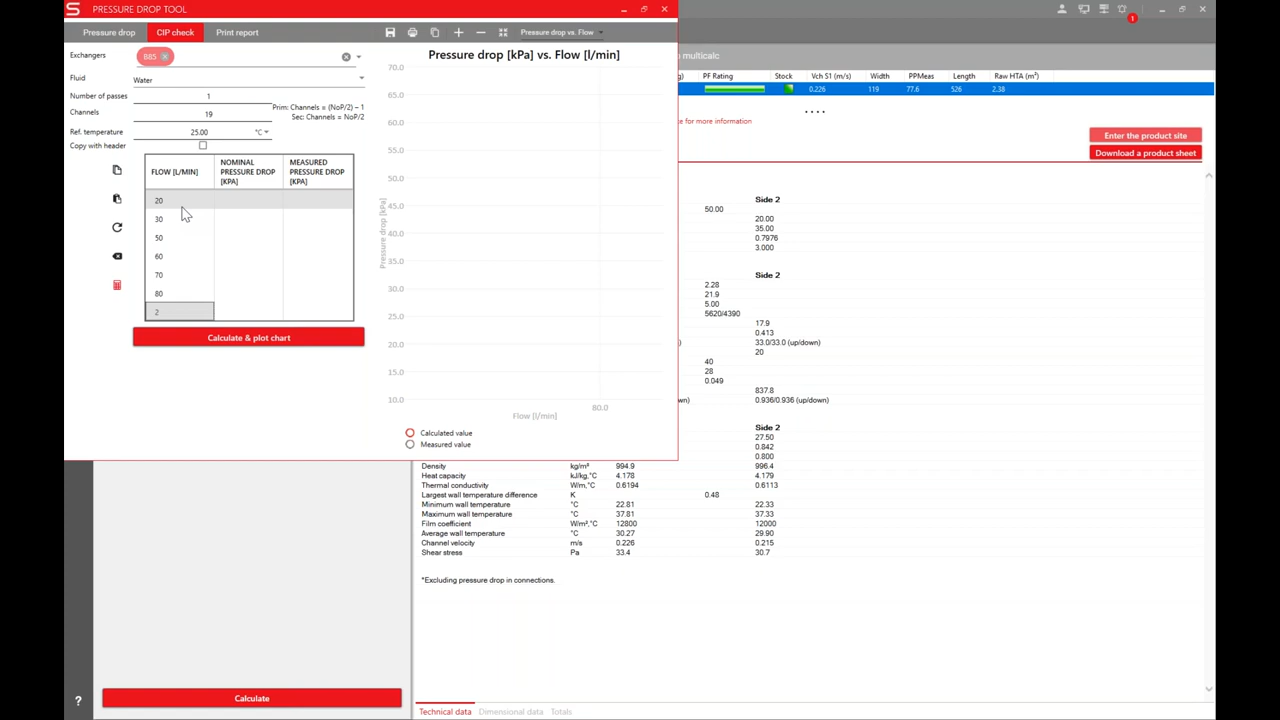 S PRESSURE DROP TOOL
Pressure drop CIP check Print report Pressure drop vs. Flow
Exchangers B85
Fluid Water
Number of passes 1
Channels 19
Prim: Channels = (NoP/2) − 1
Sec: Channels = NoP/2
Ref. temperature 25.00 °C
Copy with header
FLOW [L/MIN] NOMINAL PRESSURE DROP [KPA] MEASURED PRESSURE DROP [KPA]
20
30
50
60
70
80
2
Calculate & plot chart
Pressure drop [kPa] vs. Flow [l/min]
70.0
65.0
60.0
55.0
50.0
45.0
40.0
35.0
30.0
25.0
20.0
15.0
10.0
Pressure drop [kPa]
80.0
Flow [l/min]
Calculated value
Measured value
1
multicalc
PF Rating Stock Vch S1 (m/s) Width PPMeas Length Raw HTA (m²)
0.226 119 77.6 526 2.38
e for more information
Enter the product site
Download a product sheet
Side 2
50.00
20.00
35.00
0.7976
3.000
Side 2
2.28
21.9
5.00
5620/4390
17.9
0.413
) 33.0/33.0 (up/down)
20
40
28
0.049
837.8
own) 0.936/0.936 (up/down)
Side 2
27.50
0.842
0.800
Density kg/m³ 994.9 996.4
Heat capacity kJ/kg,°C 4.178 4.179
Thermal conductivity W/m,°C 0.6194 0.6113
Largest wall temperature difference K 0.48
Minimum wall temperature °C 22.81 22.33
Maximum wall temperature °C 37.81 37.33
Film coefficient W/m²,°C 12800 12000
Average wall temperature °C 30.27 29.90
Channel velocity m/s 0.226 0.215
Shear stress Pa 33.4 30.7
*Excluding pressure drop in connections.
? Calculate
Technical data Dimensional data Totals